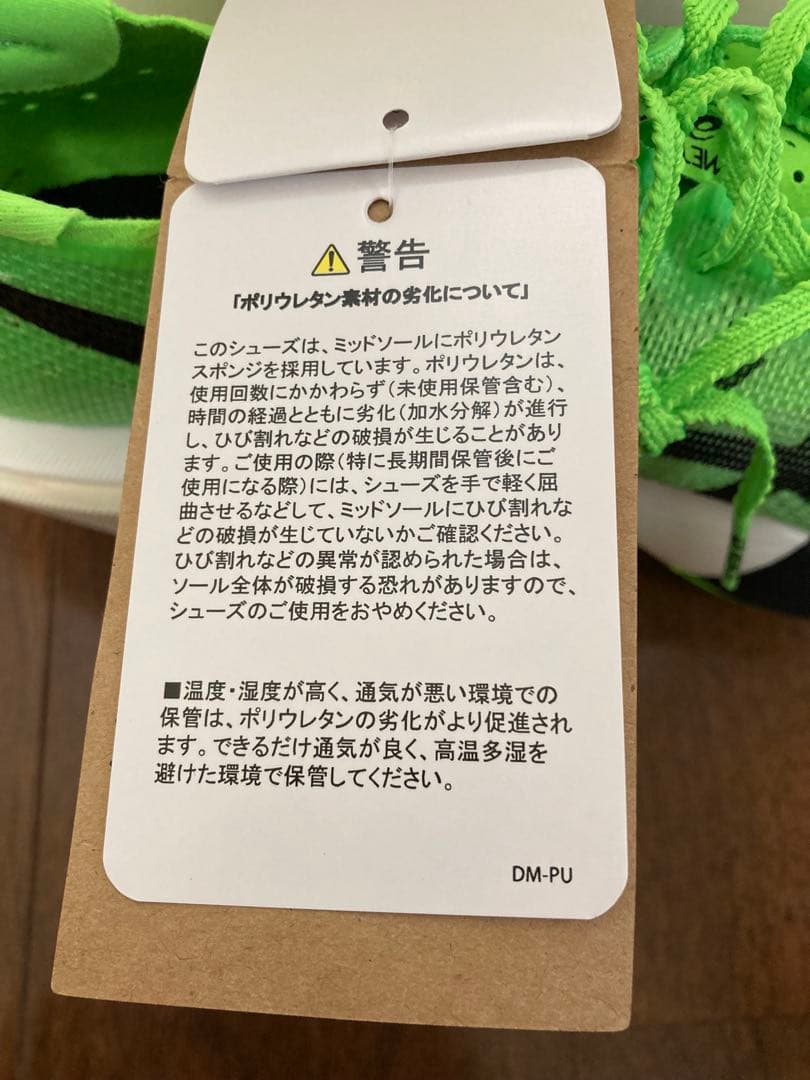 警告
「ポリウレタン素材の劣化について」
このシューズは、ミッドソールにポリウレタン
スポンジを採用しています。ポリウレタンは、
使用回数にかかわらず(未使用保管含む)、
時間の経過とともに劣化(加水分解)が進行
し、ひび割れなどの破損が生じることがあり
ます。ご使用の際(特に長期間保管後にご
使用になる際)には、シューズを手で軽く屈
曲させるなどして、ミッドソールにひび割れな
どの破損が生じていないかご確認ください。
ひび割れなどの異常が認められた場合は、
ソール全体が破損する恐れがありますので、
シューズのご使用をおやめください。
■温度・湿度が高く、通気が悪い環境での
保管は、ポリウレタンの劣化がより促進され
ます。できるだけ通気が良く、高温多湿を
避けた環境で保管してください。
DM-PU